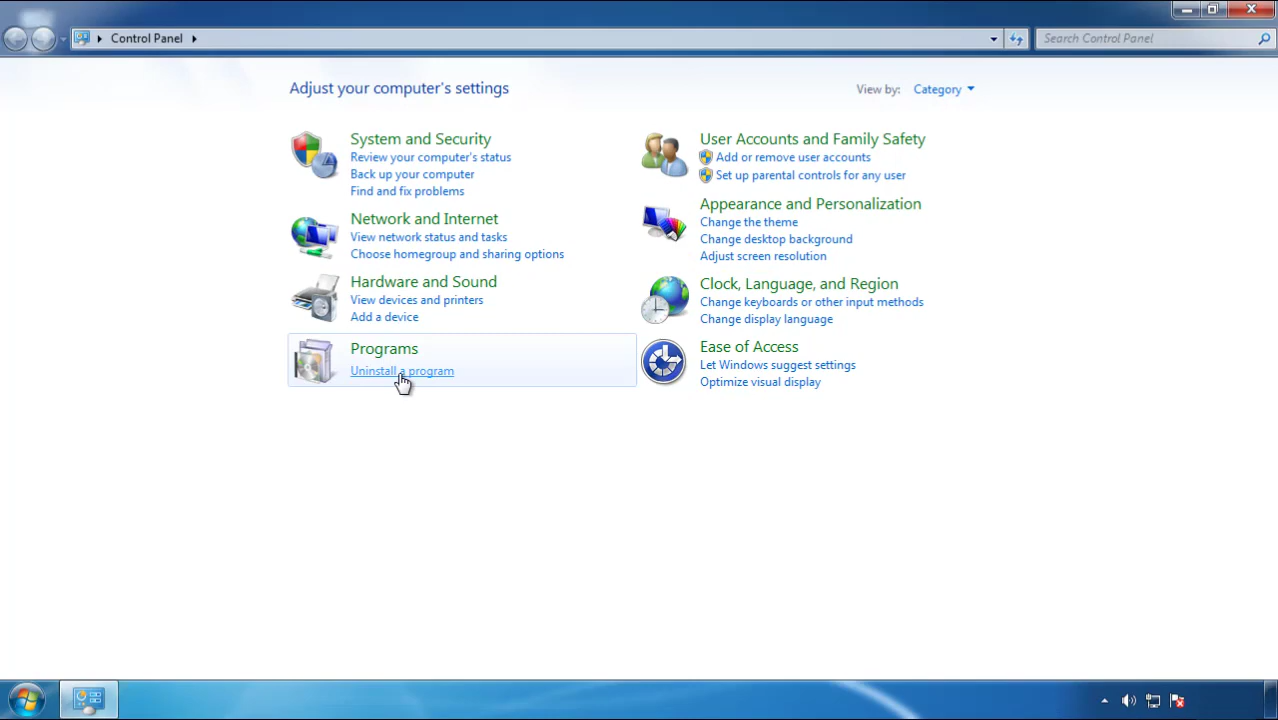 Control Panel
Search Control Panel
Adjust your computer's settings
View by: Category
System and Security
Review your computer's status
Back up your computer
Find and fix problems
Network and Internet
View network status and tasks
Choose homegroup and sharing options
Hardware and Sound
View devices and printers
Add a device
Programs
Uninstall a program
User Accounts and Family Safety
Add or remove user accounts
Set up parental controls for any user
Appearance and Personalization
Change the theme
Change desktop background
Adjust screen resolution
Clock, Language, and Region
Change keyboards or other input methods
Change display language
Ease of Access
Let Windows suggest settings
Optimize visual display